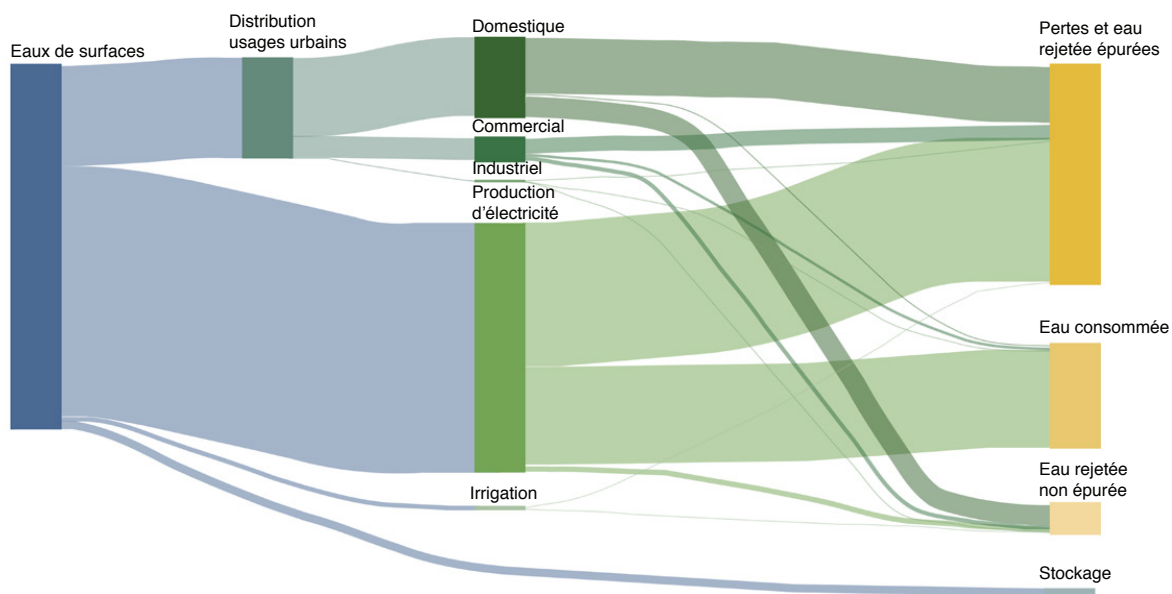 Eaux de surfaces
Distribution
usages urbains
Domestique
Commercial
Industriel
Production
d’électricité
Irrigation
Pertes et eau
rejetée épurées
Eau consommée
Eau rejetée
non épurée
Stockage